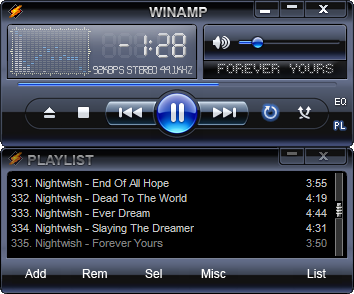 WINAMP
- 1:28
92KBPS STEREO 44.1KHZ
FOREVER YOURS
EQ
PL
PLAYLIST
331. Nightwish - End Of All Hope 3:55
332. Nightwish - Dead To The World 4:19
333. Nightwish - Ever Dream 4:44
334. Nightwish - Slaying The Dreamer 4:31
335. Nightwish - Forever Yours 3:50
Add Rem Sel Misc List